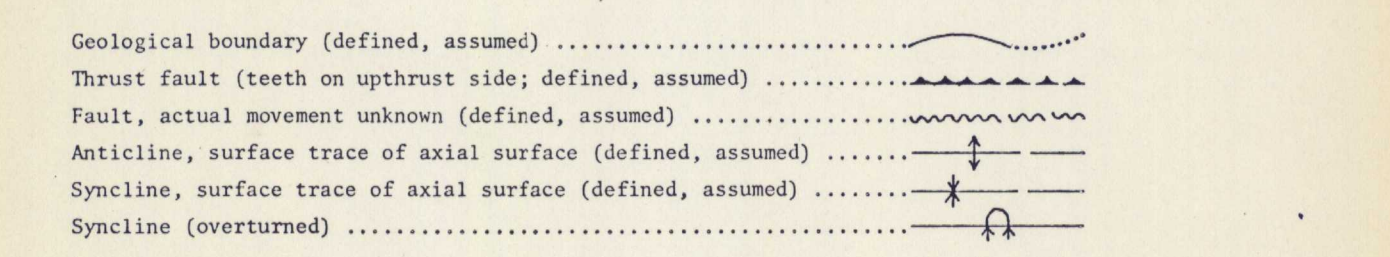 Geological boundary (defined, assumed) ............................
Thrust fault (teeth on upthrust side; defined, assumed) ............
Fault, actual movement unknown (defined, assumed) ..................
Anticline, surface trace of axial surface (defined, assumed) .......
Syncline, surface trace of axial surface (defined, assumed) ........
Syncline (overturned) ...............................................